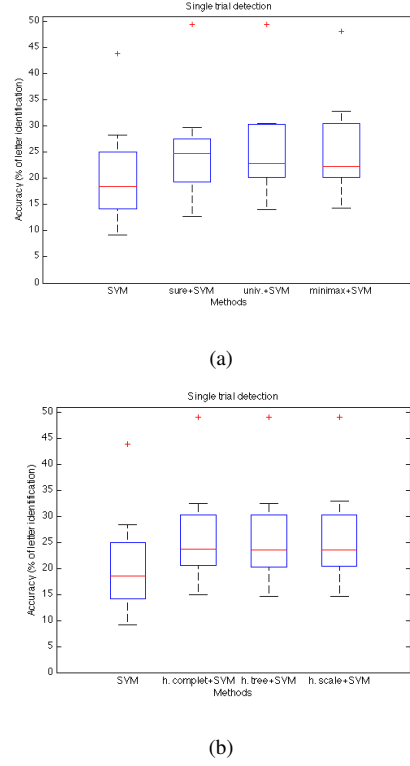 Single trial detection
50
45
40
35
30
25
20
15
10
5
0
Accuracy (% of letter identification)
SVM sure+SVM univ.+SVM minimax+SVM
Methods
(a)
Single trial detection
50
45
40
35
30
25
20
15
10
5
0
Accuracy (% of letter identification)
SVM h. complet+SVM h. tree+SVM h. scale+SVM
Methods
(b)